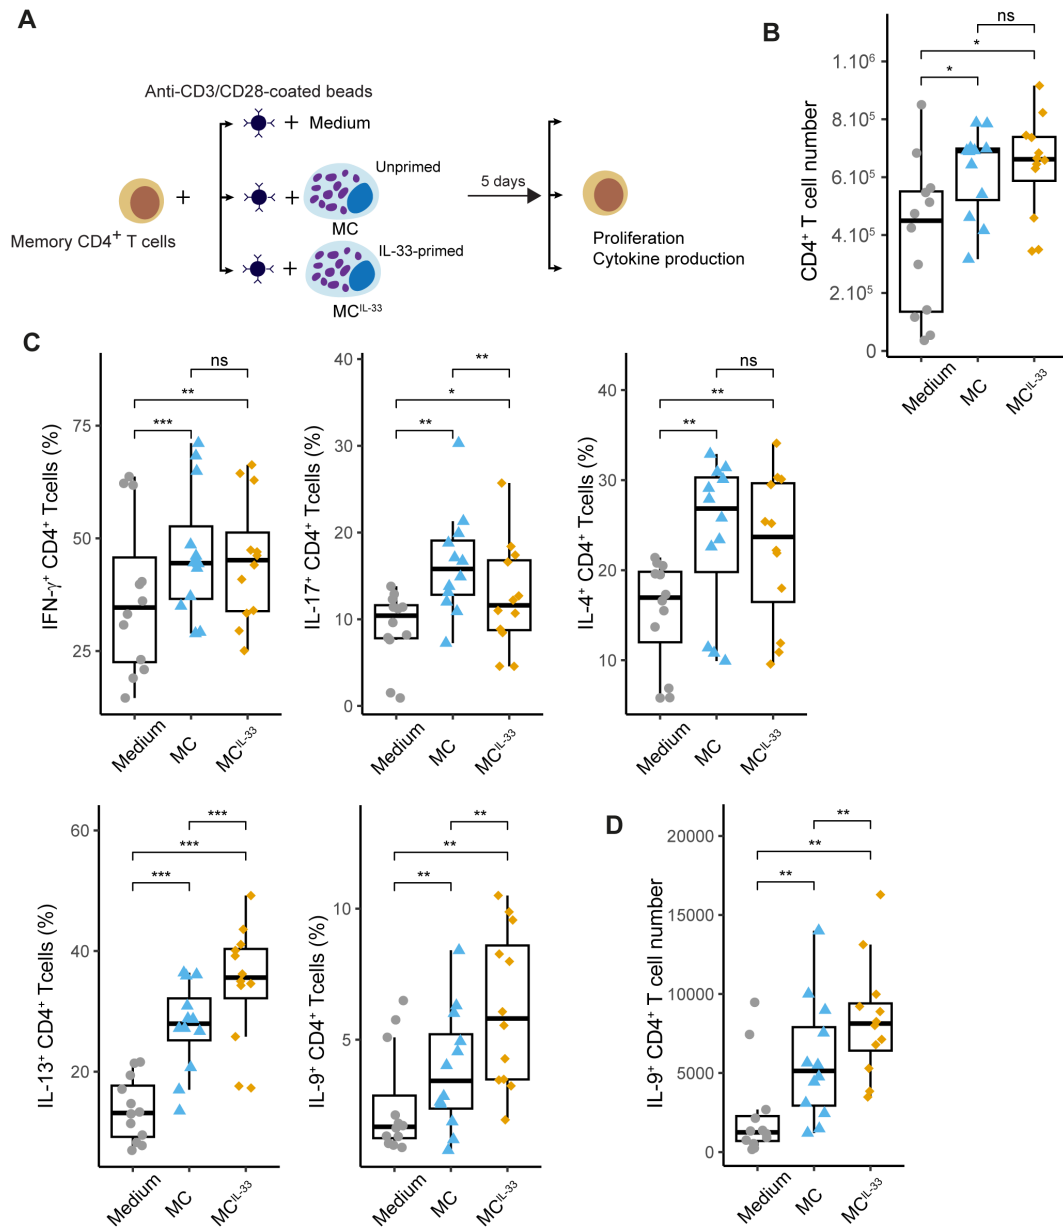 A
Anti-CD3/CD28-coated beads
+ Medium
Unprimed
Memory CD4⁺ T cells
+
+
MC
5 days
Proliferation
Cytokine production
IL-33-primed
+
MCᴵᴸ⁻³³
B
CD4⁺ T cell number
1.10⁶
8.10⁵
6.10⁵
4.10⁵
2.10⁵
0
ns
*
*
Medium
MC
MCᴵᴸ⁻³³
C
IFN-γ⁺ CD4⁺ Tcells (%)
75
50
25
ns
**
***
Medium
MC
MCᴵᴸ⁻³³
IL-17⁺ CD4⁺ Tcells (%)
40
30
20
10
0
**
*
**
Medium
MC
MCᴵᴸ⁻³³
IL-4⁺ CD4⁺ Tcells (%)
40
30
20
10
ns
**
**
Medium
MC
MCᴵᴸ⁻³³
IL-13⁺ CD4⁺ Tcells (%)
60
40
20
***
***
***
Medium
MC
MCᴵᴸ⁻³³
IL-9⁺ CD4⁺ Tcells (%)
10
5
**
**
**
Medium
MC
MCᴵᴸ⁻³³
D
IL-9⁺ CD4⁺ T cell number
20000
15000
10000
5000
0
**
**
**
Medium
MC
MCᴵᴸ⁻³³